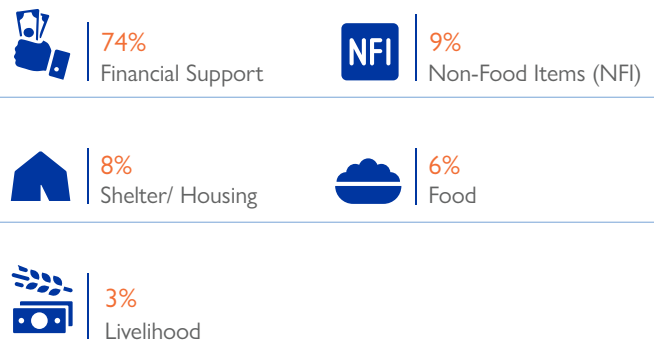 74%
Financial Support
NFI
9%
Non-Food Items (NFI)
8%
Shelter/ Housing
6%
Food
3%
Livelihood